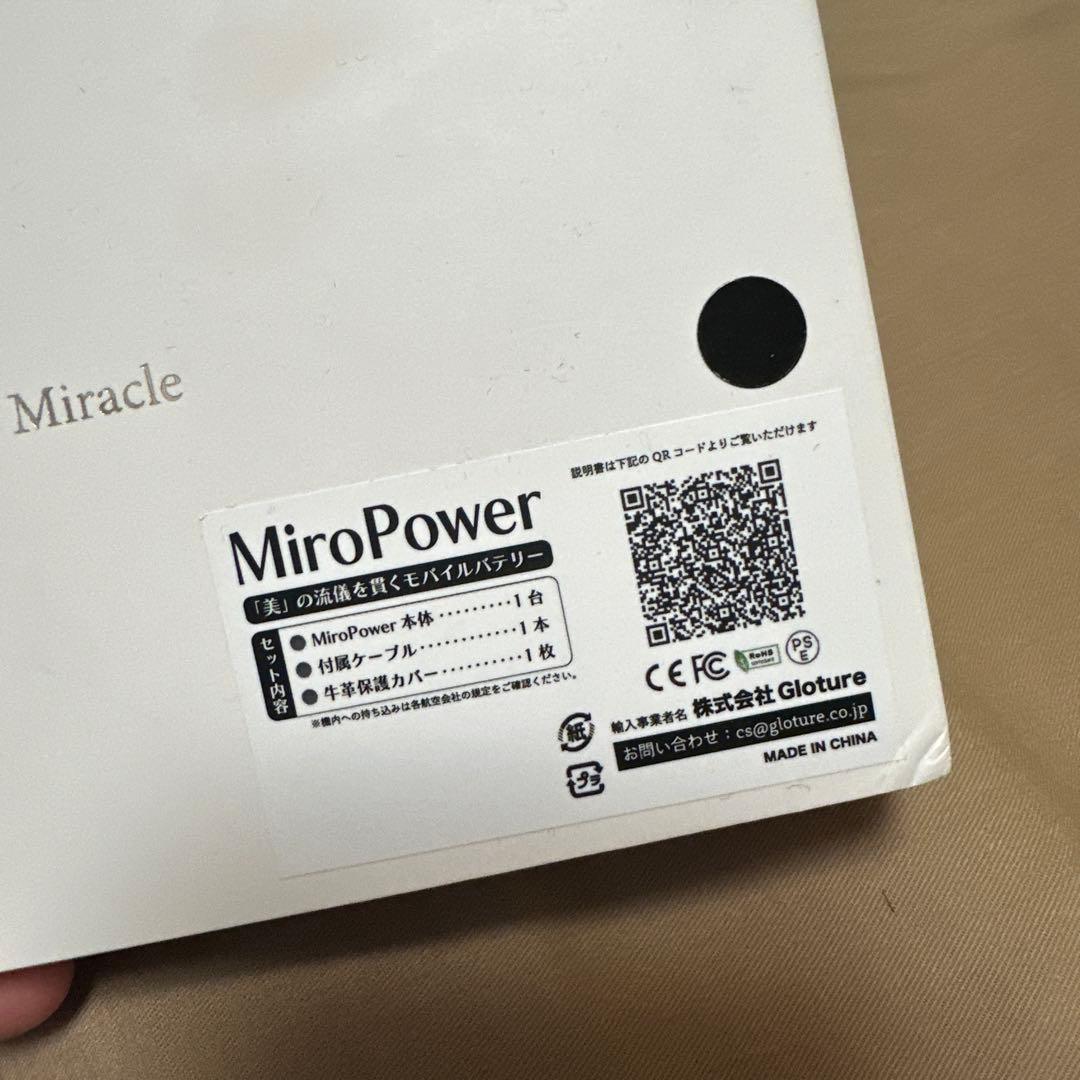 Miracle
説明書は下記の QR コードよりご覧いただけます
MiroPower
「美」の流儀を貫くモバイルバテリー
セット内容
MiroPower 本体 ········· 1 台
付属ケーブル ············ 1 本
牛革保護カバー ·········· 1 枚
※機内への持ち込みは各航空会社の規定をご確認ください。
CE FC RoHS PSE
紙
プラ
輸入事業者名 株式会社 Gloture
お問い合わせ：cs@gloture.co.jp
MADE IN CHINA